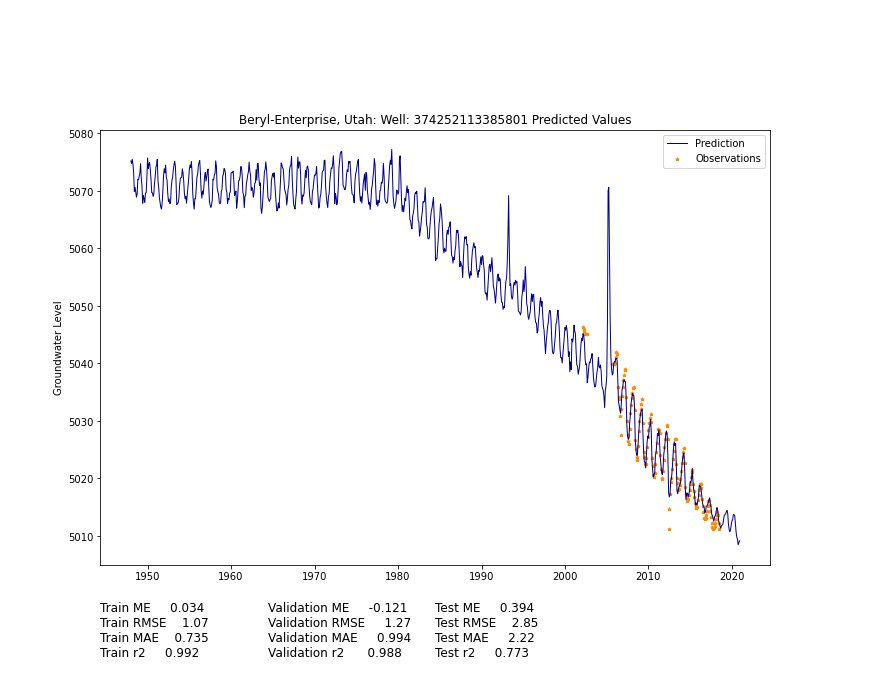 Beryl-Enterprise, Utah: Well: 374252113385801 Predicted Values
Prediction
Observations
Groundwater Level
5080
5070
5060
5050
5040
5030
5020
5010
1950 1960 1970 1980 1990 2000 2010 2020
Train ME 0.034 Validation ME -0.121 Test ME 0.394
Train RMSE 1.07 Validation RMSE 1.27 Test RMSE 2.85
Train MAE 0.735 Validation MAE 0.994 Test MAE 2.22
Train r2 0.992 Validation r2 0.988 Test r2 0.773